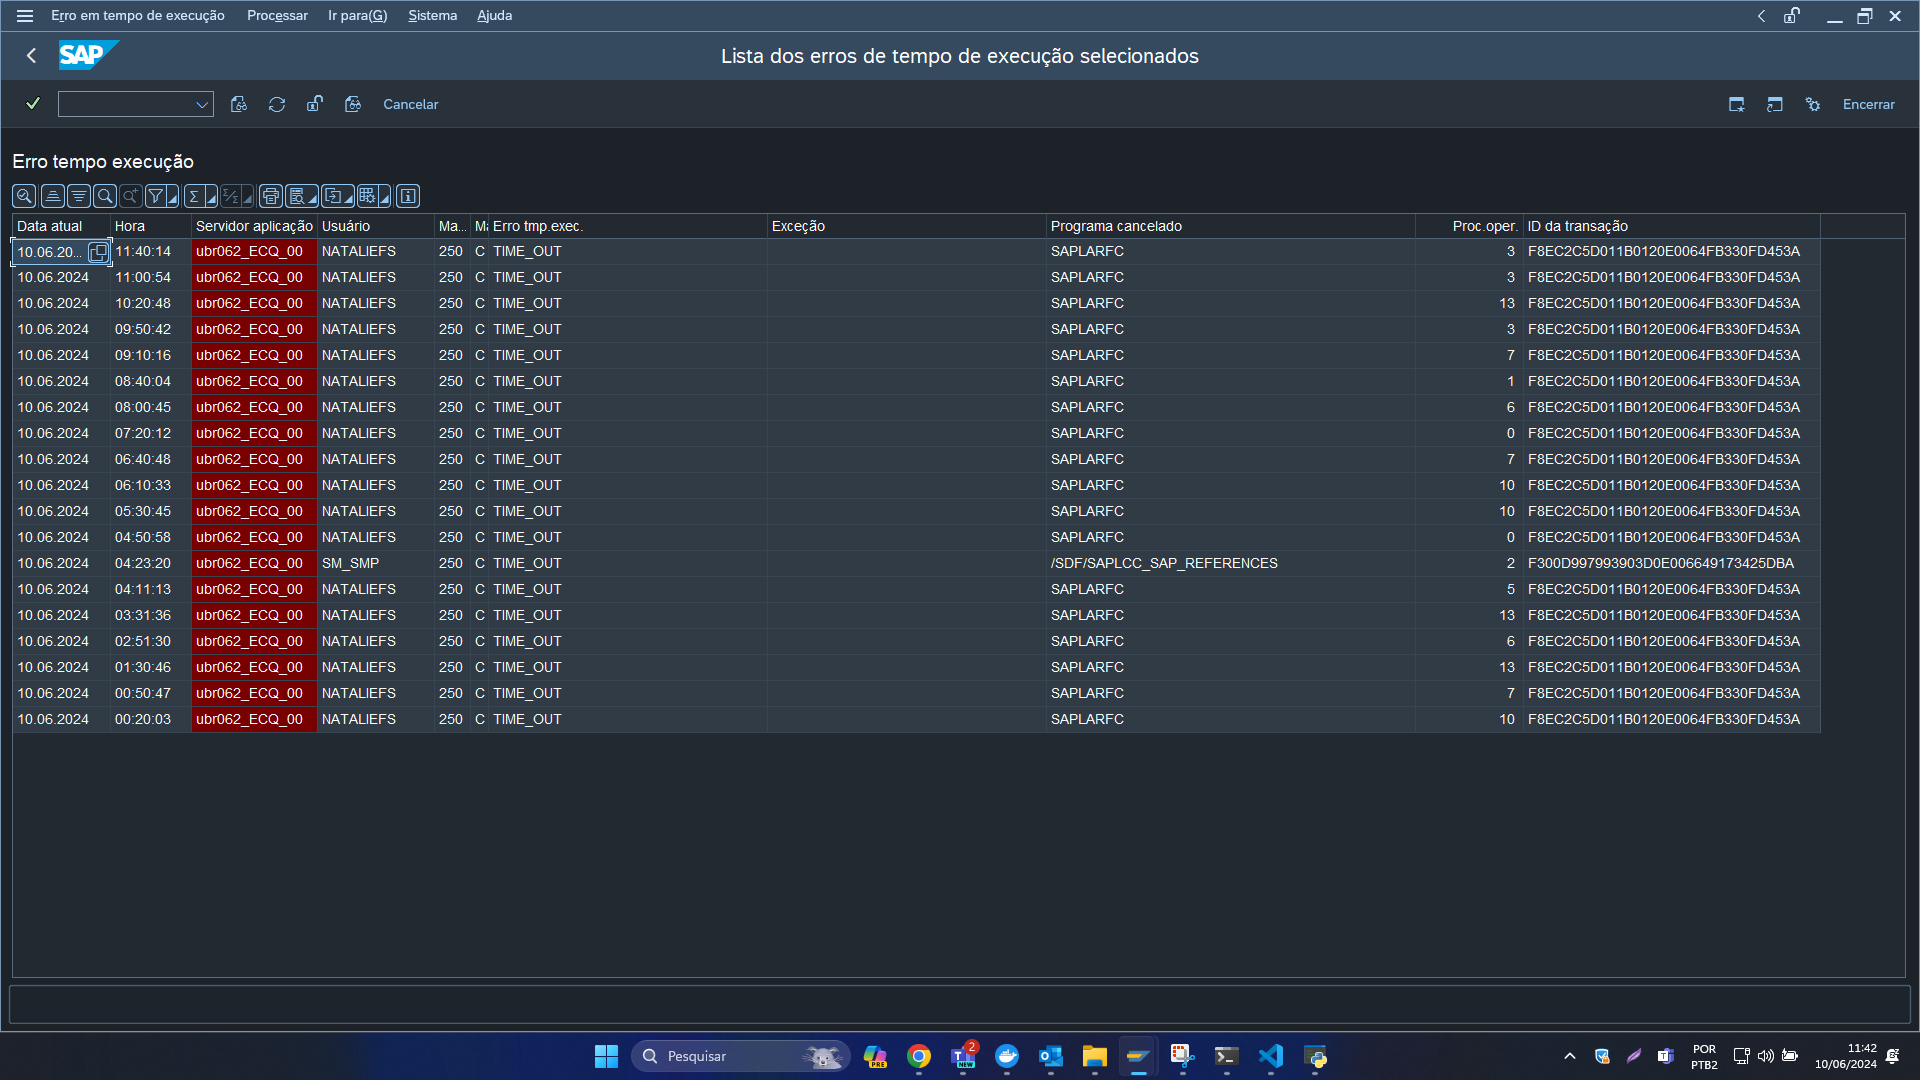 Erro em tempo de execução Processar Ir para(G) Sistema Ajuda
SAP Lista dos erros de tempo de execução selecionados
Cancelar Encerrar
Erro tempo execução
Data atual Hora Servidor aplicação Usuário Ma... Ma Erro tmp.exec. Exceção Programa cancelado Proc.oper. ID da transação
10.06.20... 11:40:14 ubr062_ECQ_00 NATALIEFS 250 C TIME_OUT SAPLARFC 3 F8EC2C5D011B0120E0064FB330FD453A
10.06.2024 11:00:54 ubr062_ECQ_00 NATALIEFS 250 C TIME_OUT SAPLARFC 3 F8EC2C5D011B0120E0064FB330FD453A
10.06.2024 10:20:48 ubr062_ECQ_00 NATALIEFS 250 C TIME_OUT SAPLARFC 13 F8EC2C5D011B0120E0064FB330FD453A
10.06.2024 09:50:42 ubr062_ECQ_00 NATALIEFS 250 C TIME_OUT SAPLARFC 3 F8EC2C5D011B0120E0064FB330FD453A
10.06.2024 09:10:16 ubr062_ECQ_00 NATALIEFS 250 C TIME_OUT SAPLARFC 7 F8EC2C5D011B0120E0064FB330FD453A
10.06.2024 08:40:04 ubr062_ECQ_00 NATALIEFS 250 C TIME_OUT SAPLARFC 1 F8EC2C5D011B0120E0064FB330FD453A
10.06.2024 08:00:45 ubr062_ECQ_00 NATALIEFS 250 C TIME_OUT SAPLARFC 6 F8EC2C5D011B0120E0064FB330FD453A
10.06.2024 07:20:12 ubr062_ECQ_00 NATALIEFS 250 C TIME_OUT SAPLARFC 0 F8EC2C5D011B0120E0064FB330FD453A
10.06.2024 06:40:48 ubr062_ECQ_00 NATALIEFS 250 C TIME_OUT SAPLARFC 7 F8EC2C5D011B0120E0064FB330FD453A
10.06.2024 06:10:33 ubr062_ECQ_00 NATALIEFS 250 C TIME_OUT SAPLARFC 10 F8EC2C5D011B0120E0064FB330FD453A
10.06.2024 05:30:45 ubr062_ECQ_00 NATALIEFS 250 C TIME_OUT SAPLARFC 10 F8EC2C5D011B0120E0064FB330FD453A
10.06.2024 04:50:58 ubr062_ECQ_00 NATALIEFS 250 C TIME_OUT SAPLARFC 0 F8EC2C5D011B0120E0064FB330FD453A
10.06.2024 04:23:20 ubr062_ECQ_00 SM_SMP 250 C TIME_OUT /SDF/SAPLCC_SAP_REFERENCES 2 F300D997993903D0E006649173425DBA
10.06.2024 04:11:13 ubr062_ECQ_00 NATALIEFS 250 C TIME_OUT SAPLARFC 5 F8EC2C5D011B0120E0064FB330FD453A
10.06.2024 03:31:36 ubr062_ECQ_00 NATALIEFS 250 C TIME_OUT SAPLARFC 13 F8EC2C5D011B0120E0064FB330FD453A
10.06.2024 02:51:30 ubr062_ECQ_00 NATALIEFS 250 C TIME_OUT SAPLARFC 6 F8EC2C5D011B0120E0064FB330FD453A
10.06.2024 01:30:46 ubr062_ECQ_00 NATALIEFS 250 C TIME_OUT SAPLARFC 13 F8EC2C5D011B0120E0064FB330FD453A
10.06.2024 00:50:47 ubr062_ECQ_00 NATALIEFS 250 C TIME_OUT SAPLARFC 7 F8EC2C5D011B0120E0064FB330FD453A
10.06.2024 00:20:03 ubr062_ECQ_00 NATALIEFS 250 C TIME_OUT SAPLARFC 10 F8EC2C5D011B0120E0064FB330FD453A
Pesquisar PRE 2 NEW POR 11:42
PTB2 10/06/2024